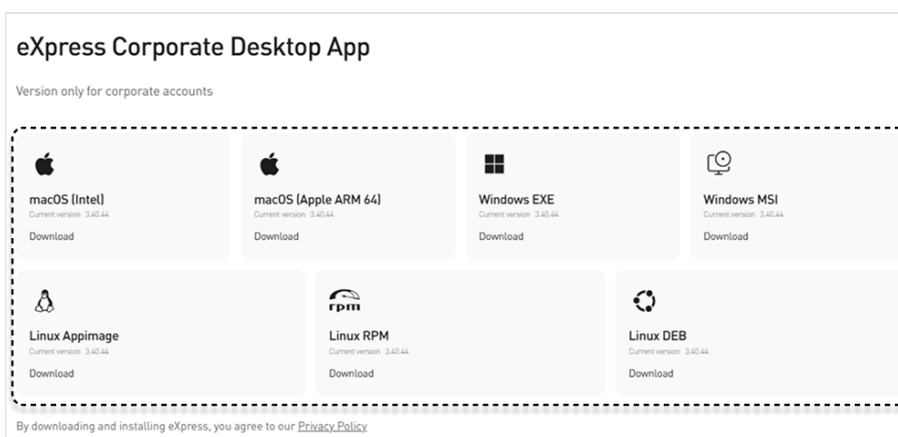 eXpress Corporate Desktop App
Version only for corporate accounts
macOS (Intel)
Current version 3.40.44
Download
macOS (Apple ARM 64)
Current version 3.40.44
Download
Windows EXE
Current version 3.40.44
Download
Windows MSI
Current version 3.40.44
Download
Linux Appimage
Current version 3.40.44
Download
rpm
Linux RPM
Current version 3.40.44
Download
Linux DEB
Current version 3.40.44
Download
By downloading and installing eXpress, you agree to our Privacy Policy